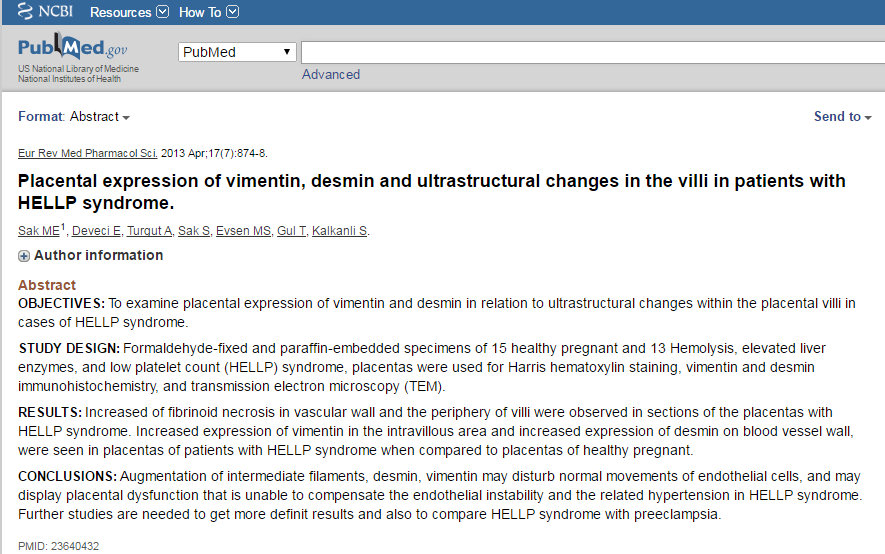 NCBI Resources How To
PubMed.gov
US National Library of Medicine
National Institutes of Health
PubMed
Advanced
Format: Abstract
Send to
Eur Rev Med Pharmacol Sci. 2013 Apr;17(7):874-8.
Placental expression of vimentin, desmin and ultrastructural changes in the villi in patients with
HELLP syndrome.
Sak ME1, Deveci E, Turgut A, Sak S, Evsen MS, Gul T, Kalkanli S.
Author information
Abstract
OBJECTIVES: To examine placental expression of vimentin and desmin in relation to ultrastructural changes within the placental villi in
cases of HELLP syndrome.
STUDY DESIGN: Formaldehyde-fixed and paraffin-embedded specimens of 15 healthy pregnant and 13 Hemolysis, elevated liver
enzymes, and low platelet count (HELLP) syndrome, placentas were used for Harris hematoxylin staining, vimentin and desmin
immunohistochemistry, and transmission electron microscopy (TEM).
RESULTS: Increased of fibrinoid necrosis in vascular wall and the periphery of villi were observed in sections of the placentas with
HELLP syndrome. Increased expression of vimentin in the intravillous area and increased expression of desmin on blood vessel wall,
were seen in placentas of patients with HELLP syndrome when compared to placentas of healthy pregnant.
CONCLUSIONS: Augmentation of intermediate filaments, desmin, vimentin may disturb normal movements of endothelial cells, and may
display placental dysfunction that is unable to compensate the endothelial instability and the related hypertension in HELLP syndrome.
Further studies are needed to get more definit results and also to compare HELLP syndrome with preeclampsia.
PMID: 23640432